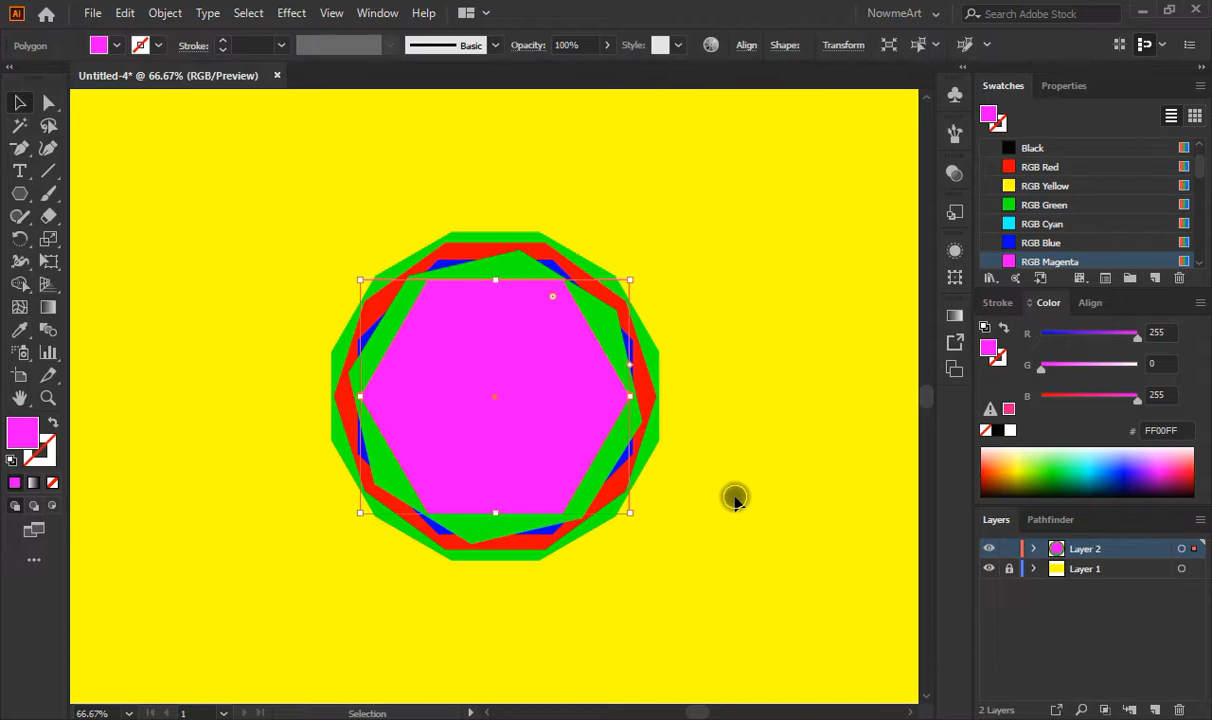 Ai File Edit Object Type Select Effect View Window Help NowmeArt Search Adobe Stock
Polygon Stroke: Basic Opacity: 100% Style: Align Shape: Transform
Untitled-4* @ 66.67% (RGB/Preview) ×
Swatches Properties
Black
RGB Red
RGB Yellow
RGB Green
RGB Cyan
RGB Blue
RGB Magenta
Stroke Color Align
R 255
G 0
B 255
# FF00FF
Layers Pathfinder
Layer 2
Layer 1
66.67% 1 Selection 2 Layers